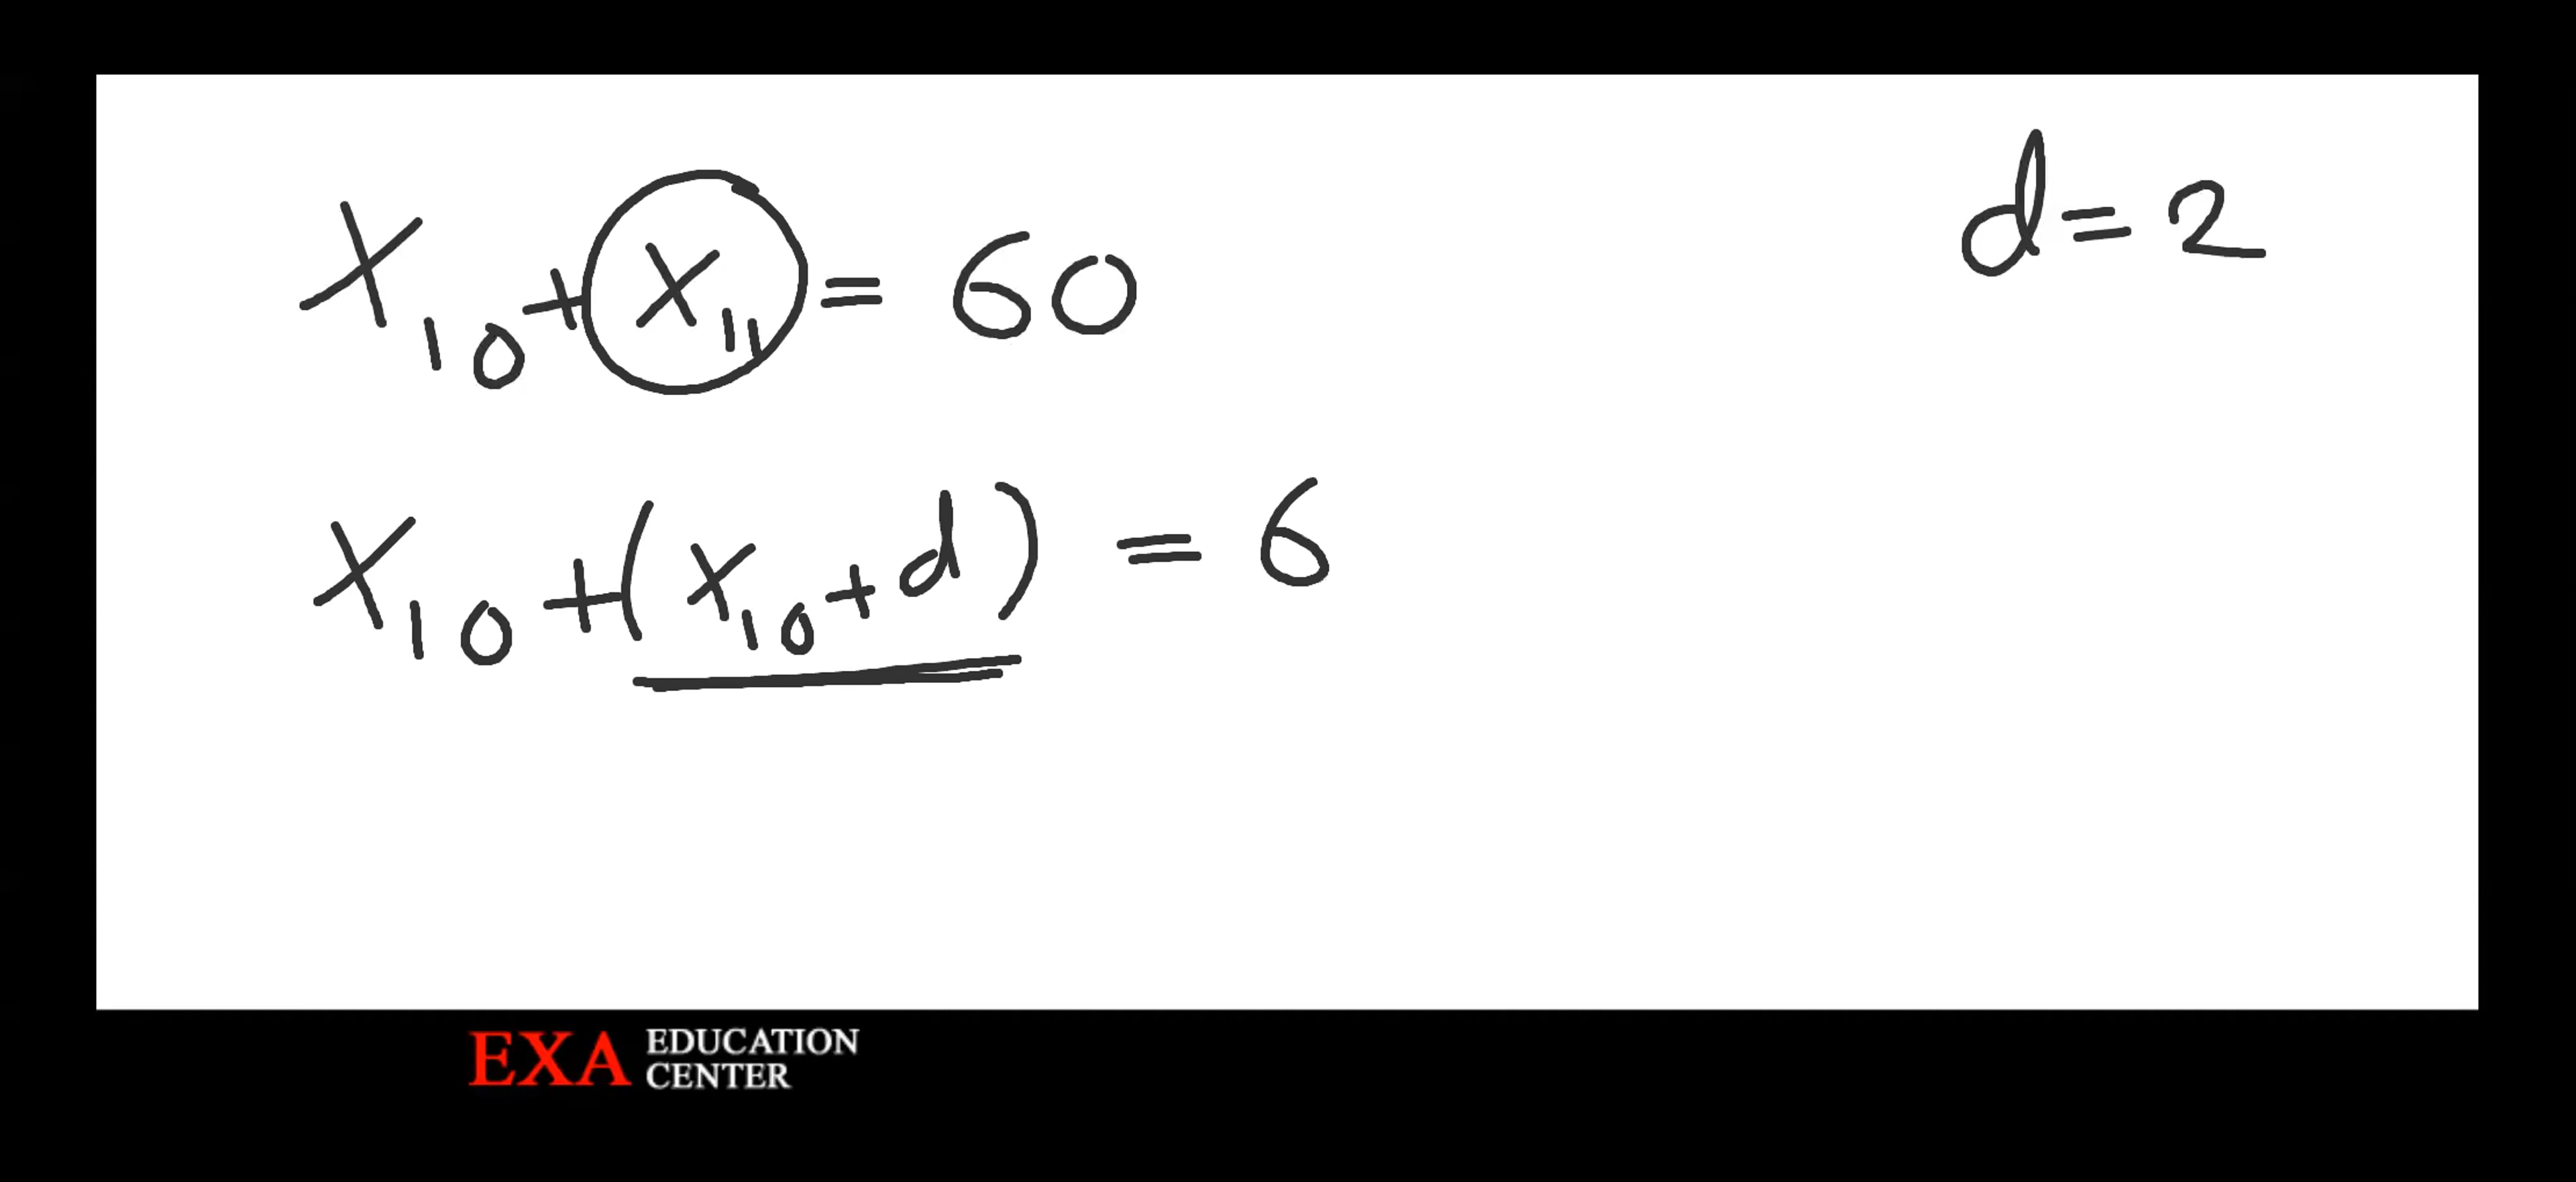 X₁₀ + X₁₁ = 60
d = 2
X₁₀ + (X₁₀ + d) = 6
EXA EDUCATION
CENTER